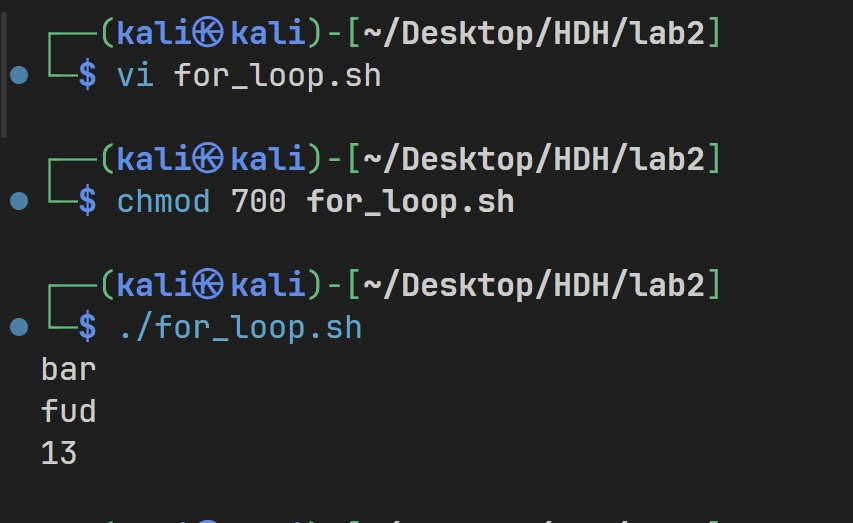 ┌──(kali㉿kali)-[~/Desktop/HDH/lab2]
└─$ vi for_loop.sh
┌──(kali㉿kali)-[~/Desktop/HDH/lab2]
└─$ chmod 700 for_loop.sh
┌──(kali㉿kali)-[~/Desktop/HDH/lab2]
└─$ ./for_loop.sh
bar
fud
13